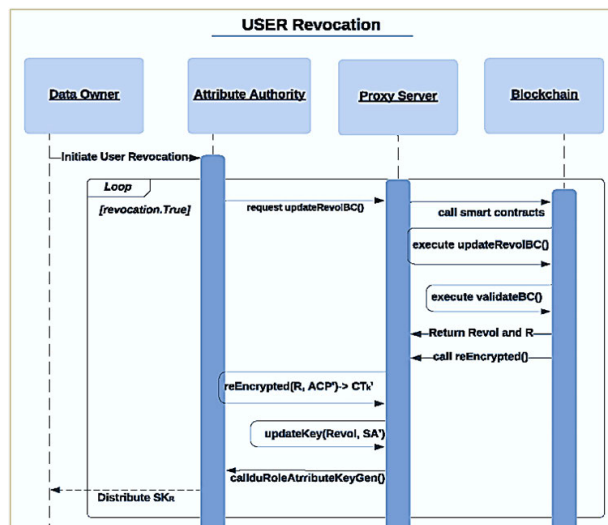 USER Revocation
Data Owner
Attribute Authority
Proxy Server
Blockchain
Initiate User Revocation
Loop
[revocation.True]
request updateRevolBC()
call smart contracts
execute updateRevolBC()
execute validateBC()
Return Revol and R
call reEncrypted()
reEncrypted(R, ACP')-> CTk'
updateKey(Revol, SA')
callduRoleAtrributeKeyGen()
Distribute SKR